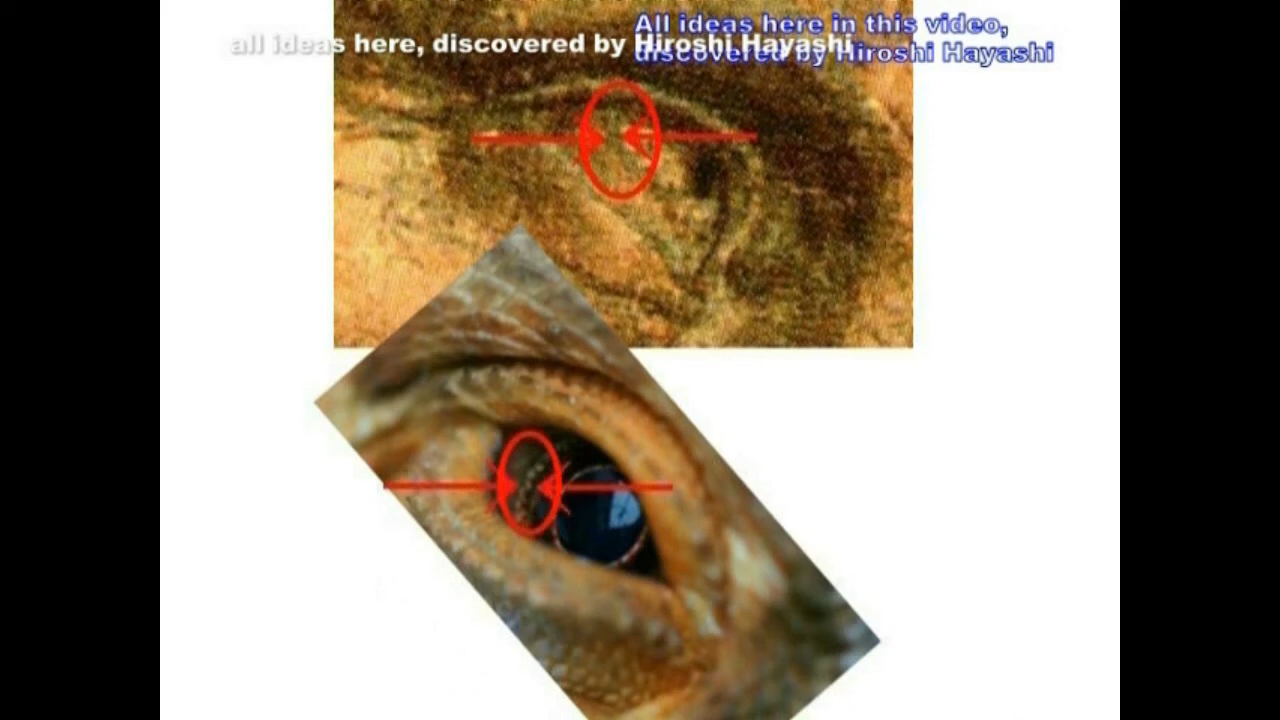 All ideas here in this video,
all ideas here, discovered by Hiroshi Hayashi
discovered by Hiroshi Hayashi